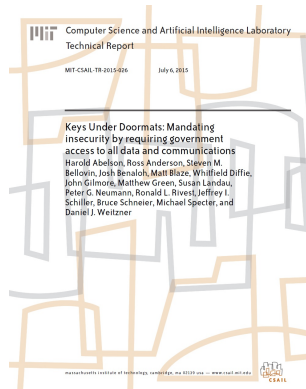 Computer Science and Artificial Intelligence Laboratory
Technical Report
MIT-CSAIL-TR-2015-026 July 6, 2015
Keys Under Doormats: Mandating
insecurity by requiring government
access to all data and communications
Harold Abelson, Ross Anderson, Steven M.
Bellovin, Josh Benaloh, Matt Blaze, Whitfield Diffie,
John Gilmore, Matthew Green, Susan Landau,
Peter G. Neumann, Ronald L. Rivest, Jeffrey I.
Schiller, Bruce Schneier, Michael Specter, and
Daniel J. Weitzner
massachusetts institute of technology, cambridge, ma 02139 usa — www.csail.mit.edu
CSAIL